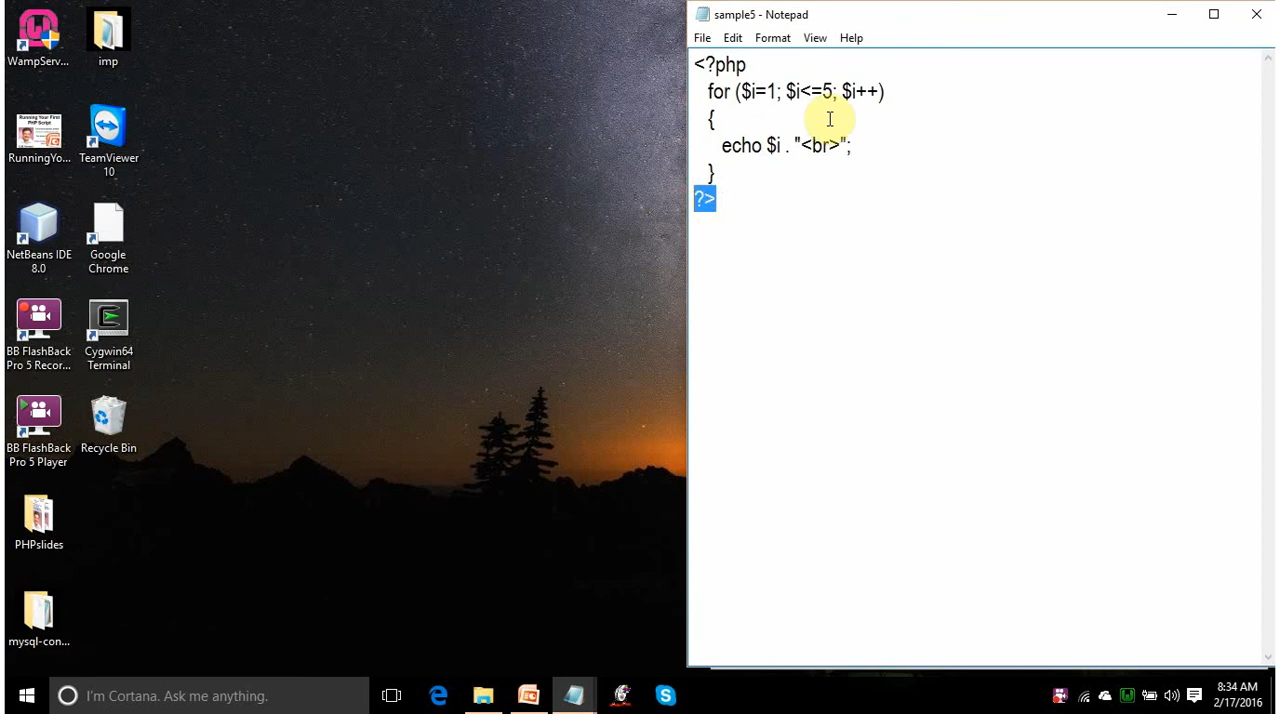 sample5 - Notepad
File Edit Format View Help
<?php
for ($i=1; $i<=5; $i++)
{
echo $i . "<br>";
}
?>
WampServ...
imp
RunningYo...
TeamViewer
10
NetBeans IDE
8.0
Google
Chrome
BB FlashBack
Pro 5 Recor...
Cygwin64
Terminal
BB FlashBack
Pro 5 Player
Recycle Bin
PHPslides
mysql-con...
I'm Cortana. Ask me anything.
8:34 AM
2/17/2016